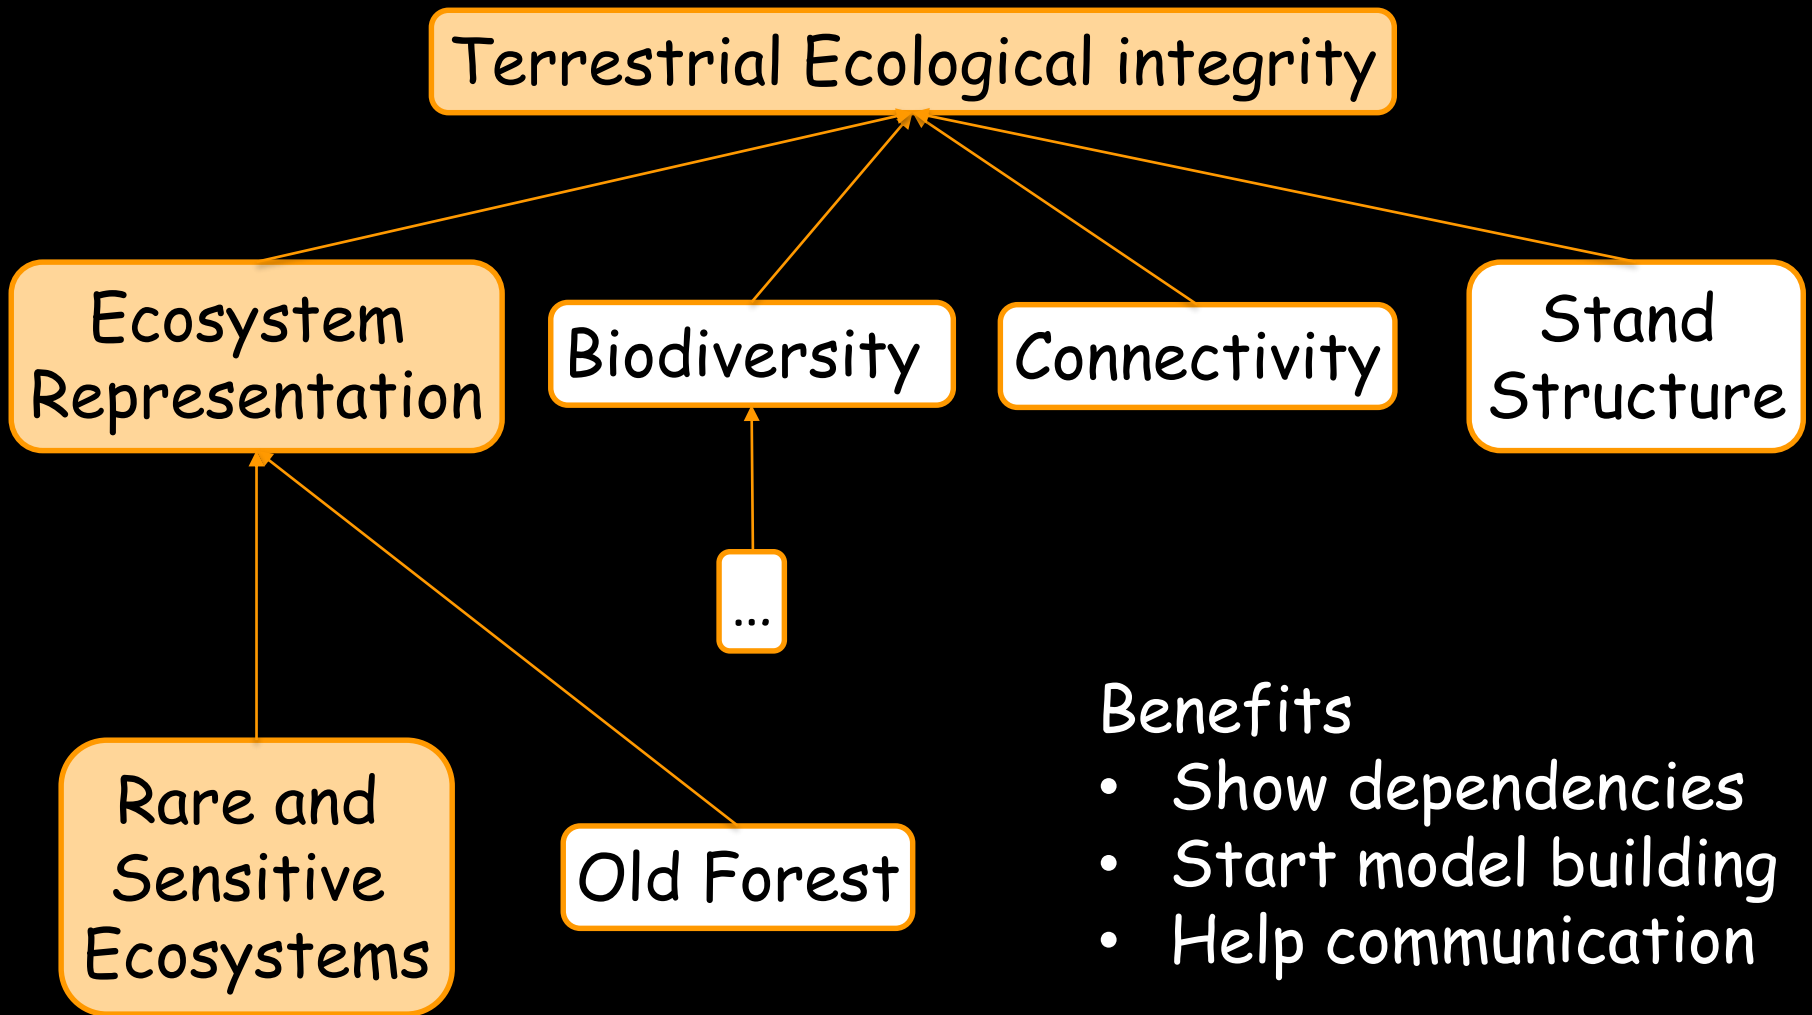 Terrestrial Ecological integrity
Ecosystem
Representation
Biodiversity
Connectivity
Stand
Structure
...
Rare and
Sensitive
Ecosystems
Old Forest
Benefits
• Show dependencies
• Start model building
• Help communication